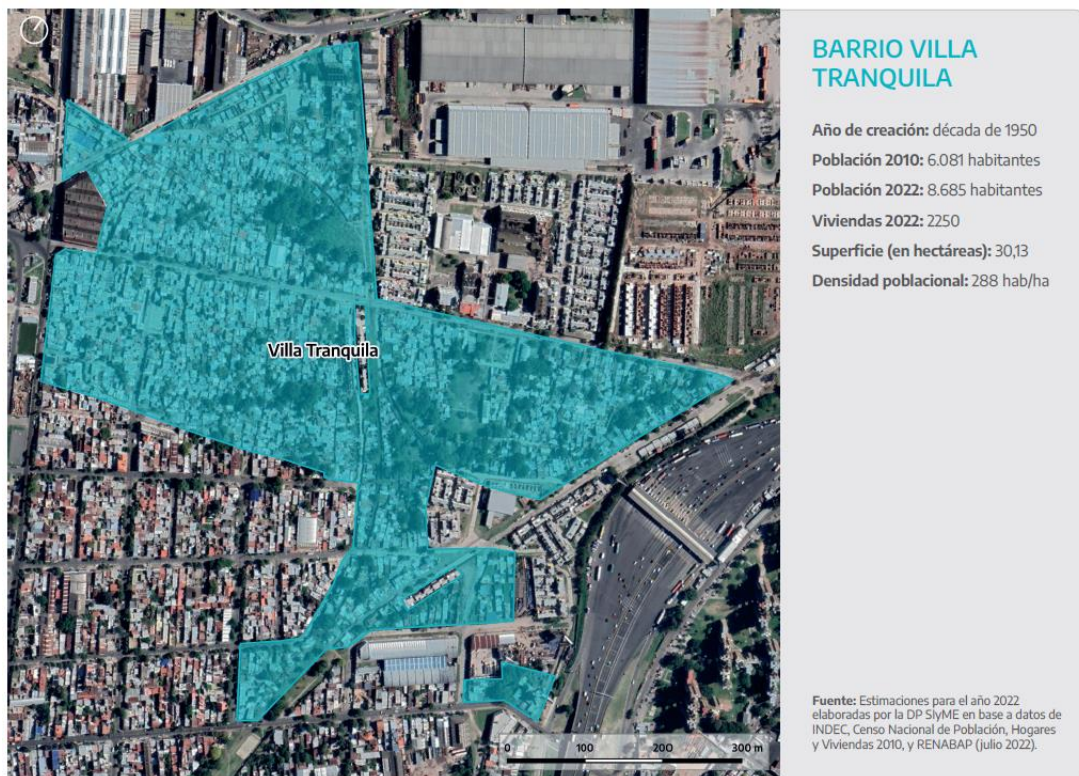 BARRIO VILLA
TRANQUILA
Año de creación: década de 1950
Población 2010: 6.081 habitantes
Población 2022: 8.685 habitantes
Viviendas 2022: 2250
Superficie (en hectáreas): 30,13
Densidad poblacional: 288 hab/ha
Villa Tranquila
Fuente: Estimaciones para el año 2022
elaboradas por la DP SIyME en base a datos de
INDEC, Censo Nacional de Población, Hogares
y Viviendas 2010, y RENABAP (julio 2022).
0 100 200 300 m